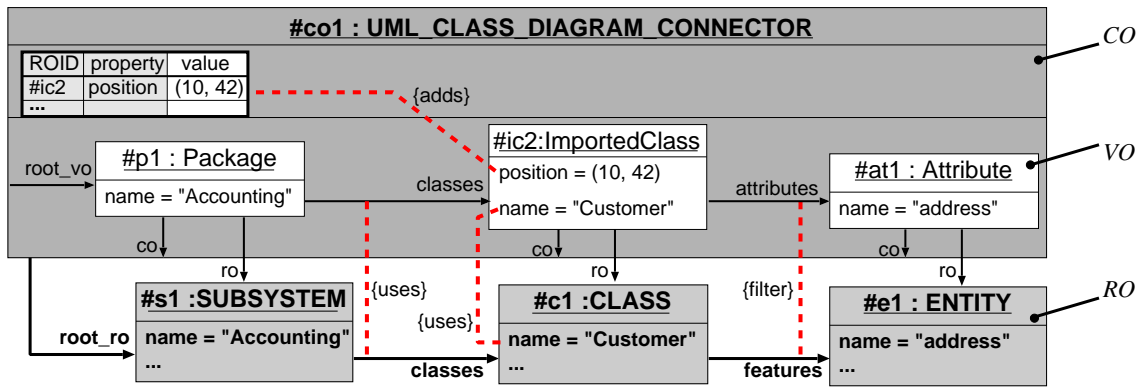 #co1 : UML_CLASS_DIAGRAM_CONNECTOR
CO
ROID property value
#ic2 position (10, 42)
...
{adds}
#p1 : Package
name = "Accounting"
root_vo
classes
#ic2:ImportedClass
position = (10, 42)
name = "Customer"
attributes
#at1 : Attribute
name = "address"
VO
co
ro
co
ro
co
ro
{uses}
{uses}
{filter}
root_ro
#s1 :SUBSYSTEM
name = "Accounting"
...
classes
#c1 :CLASS
name = "Customer"
...
features
#e1 : ENTITY
name = "address"
...
RO